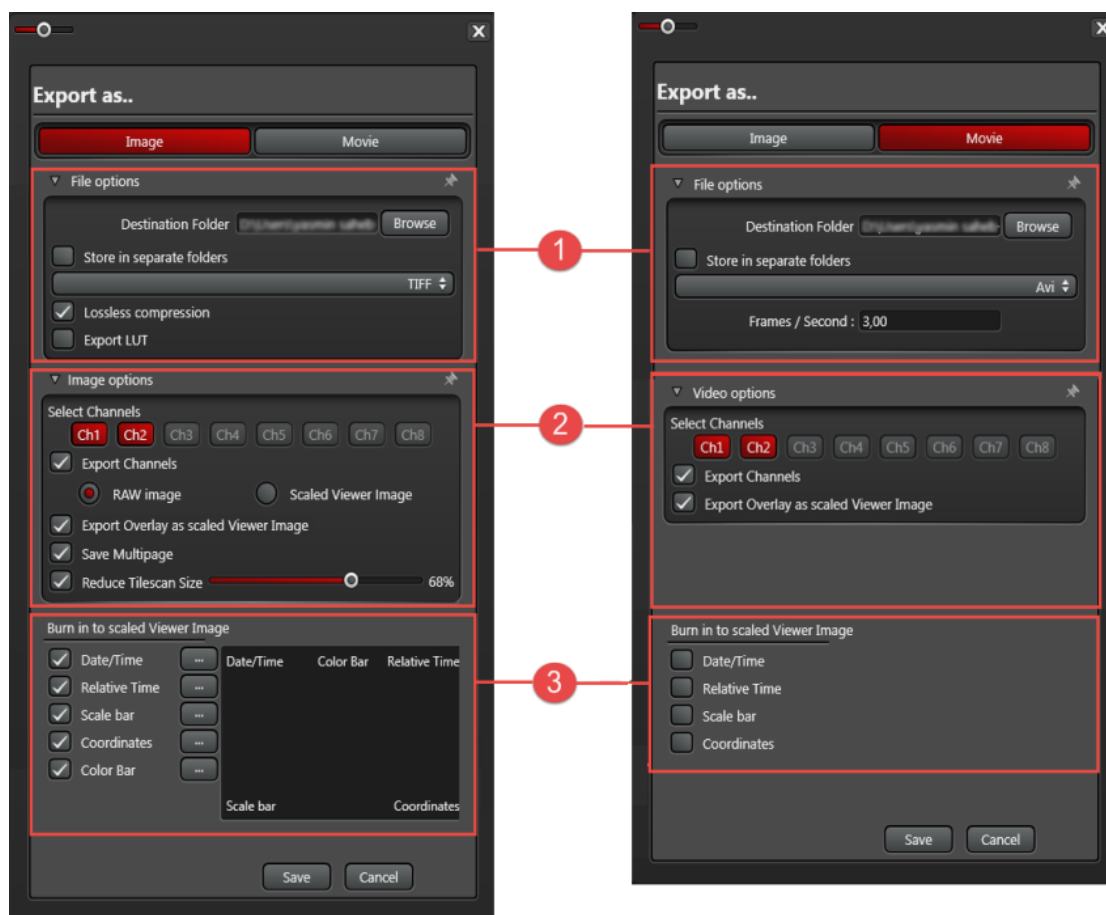 Export as..
Image Movie
File options
Destination Folder Browse
Store in separate folders
TIFF
Lossless compression
Export LUT
Image options
Select Channels
Ch1 Ch2 Ch3 Ch4 Ch5 Ch6 Ch7 Ch8
Export Channels
RAW image Scaled Viewer Image
Export Overlay as scaled Viewer Image
Save Multipage
Reduce Tilescan Size 68%
Burn in to scaled Viewer Image
Date/Time ... Date/Time Color Bar Relative Time
Relative Time ...
Scale bar ...
Coordinates ...
Color Bar ...
Scale bar Coordinates
Save Cancel
1
2
3
Export as..
Image Movie
File options
Destination Folder Browse
Store in separate folders
Avi
Frames / Second : 3,00
Video options
Select Channels
Ch1 Ch2 Ch3 Ch4 Ch5 Ch6 Ch7 Ch8
Export Channels
Export Overlay as scaled Viewer Image
Burn in to scaled Viewer Image
Date/Time
Relative Time
Scale bar
Coordinates
Save Cancel